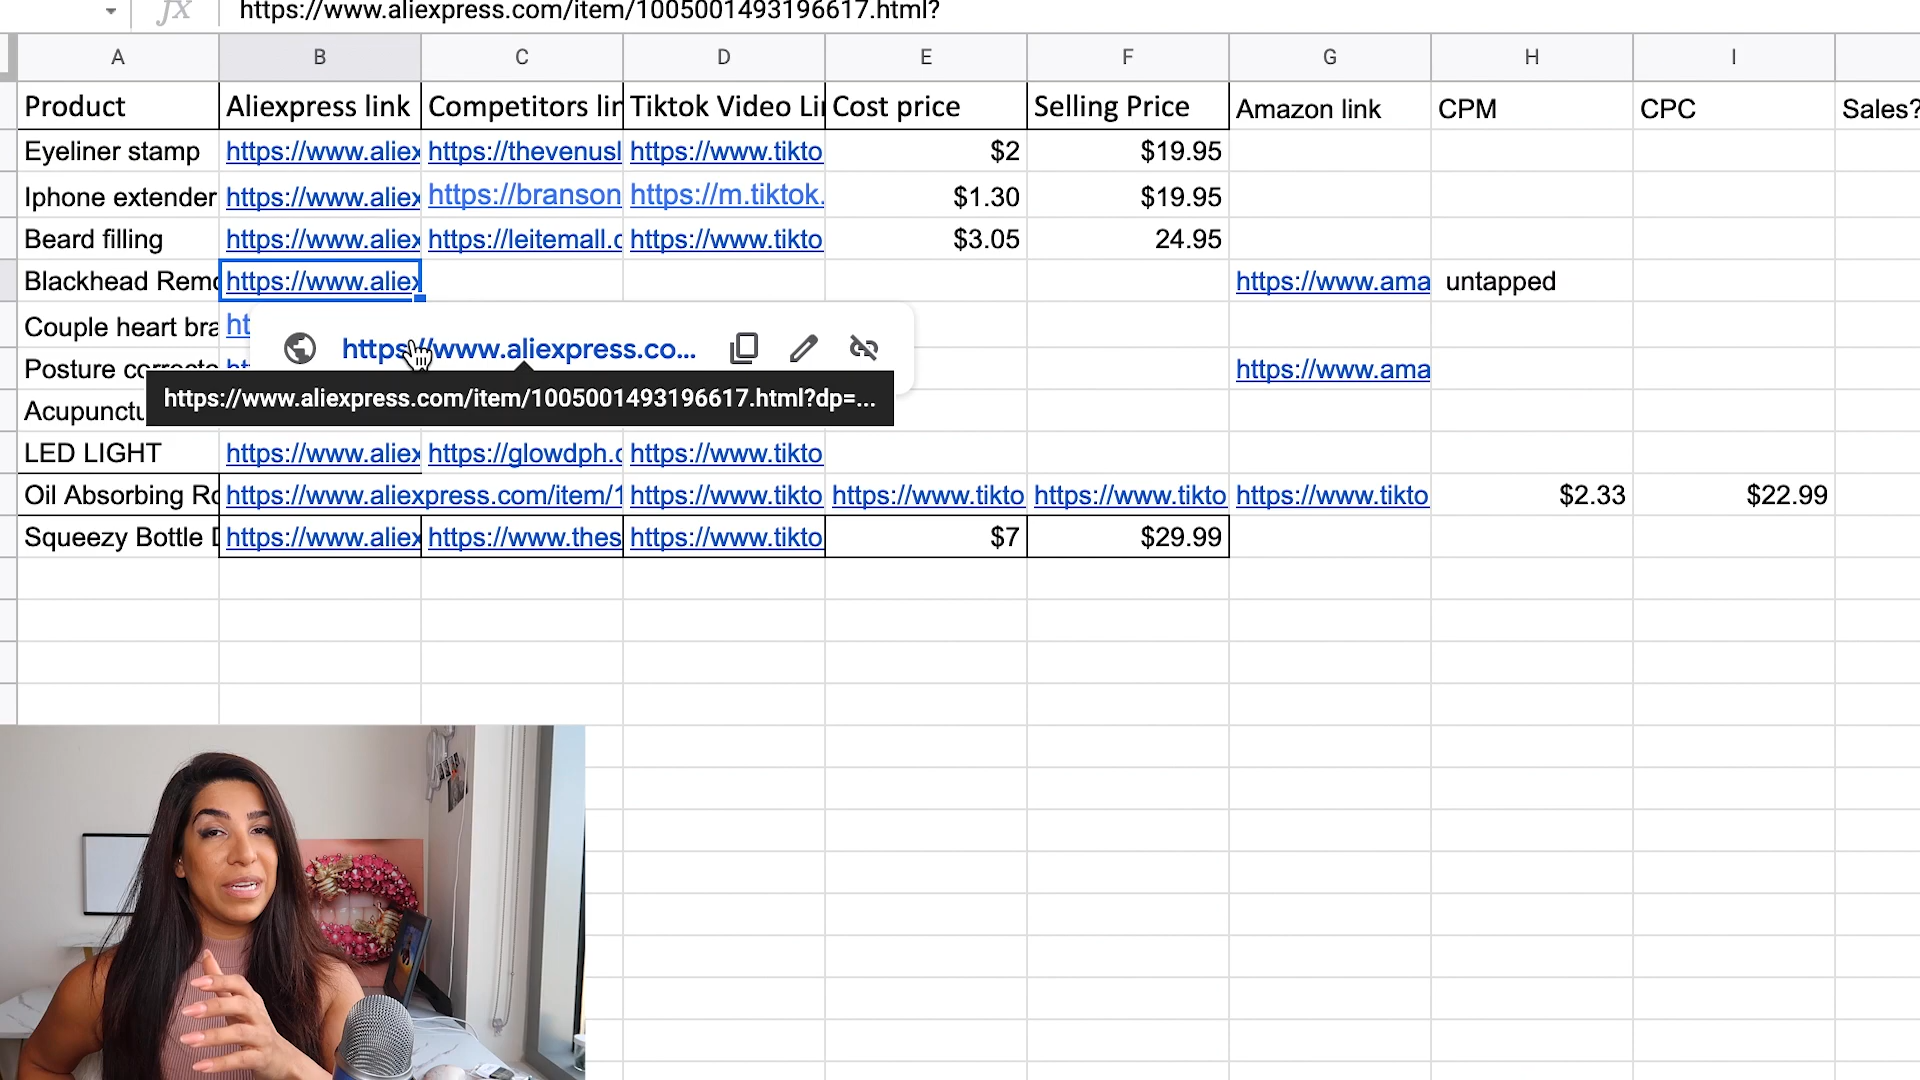 https://www.aliexpress.com/item/1005001493196617.html?
A B C D E F G H I
Product Aliexpress link Competitors lin Tiktok Video Li Cost price Selling Price Amazon link CPM CPC Sales?
Eyeliner stamp https://www.aliex https://thevenusl https://www.tikto $2 $19.95
Iphone extender https://www.aliex https://branson https://m.tiktok. $1.30 $19.95
Beard filling https://www.aliex https://leitemall.c https://www.tikto $3.05 24.95
Blackhead Remo https://www.aliex https://www.ama untapped
Couple heart bra ht
https://www.aliexpress.co...
Posture correcto https://www.ama
https://www.aliexpress.com/item/1005001493196617.html?dp=...
Acupunctu
LED LIGHT https://www.aliex https://glowdph.c https://www.tikto
Oil Absorbing Ro https://www.aliexpress.com/item/1 https://www.tikto https://www.tikto https://www.tikto https://www.tikto $2.33 $22.99
Squeezy Bottle D https://www.aliex https://www.thes https://www.tikto $7 $29.99